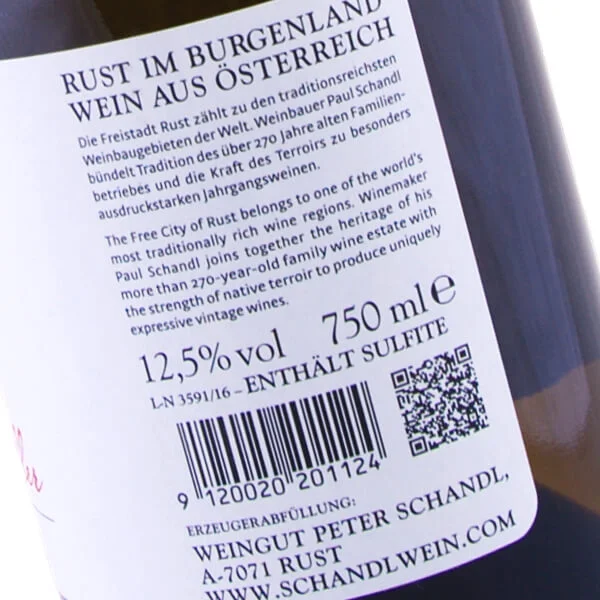 RUST IM BURGENLAND
WEIN AUS ÖSTERREICH
Die Freistadt Rust zählt zu den traditionsreichsten
Weinbaugebieten der Welt. Weinbauer Paul Schandl
bündelt Tradition des über 270 Jahre alten Familien-
betriebes und die Kraft des Terroirs zu besonders
ausdruckstarken Jahrgangsweinen.
The Free City of Rust belongs to one of the world's
most traditionally rich wine regions. Winemaker
Paul Schandl joins together the heritage of his
more than 270-year-old family wine estate with
the strength of native terroir to produce uniquely
expressive vintage wines.
12,5% vol 750 ml e
L-N 3591/16 – ENTHÄLT SULFITE
9 120020 201124
ERZEUGERABFÜLLUNG:
WEINGUT PETER SCHANDL,
A-7071 RUST
WWW.SCHANDLWEIN.COM